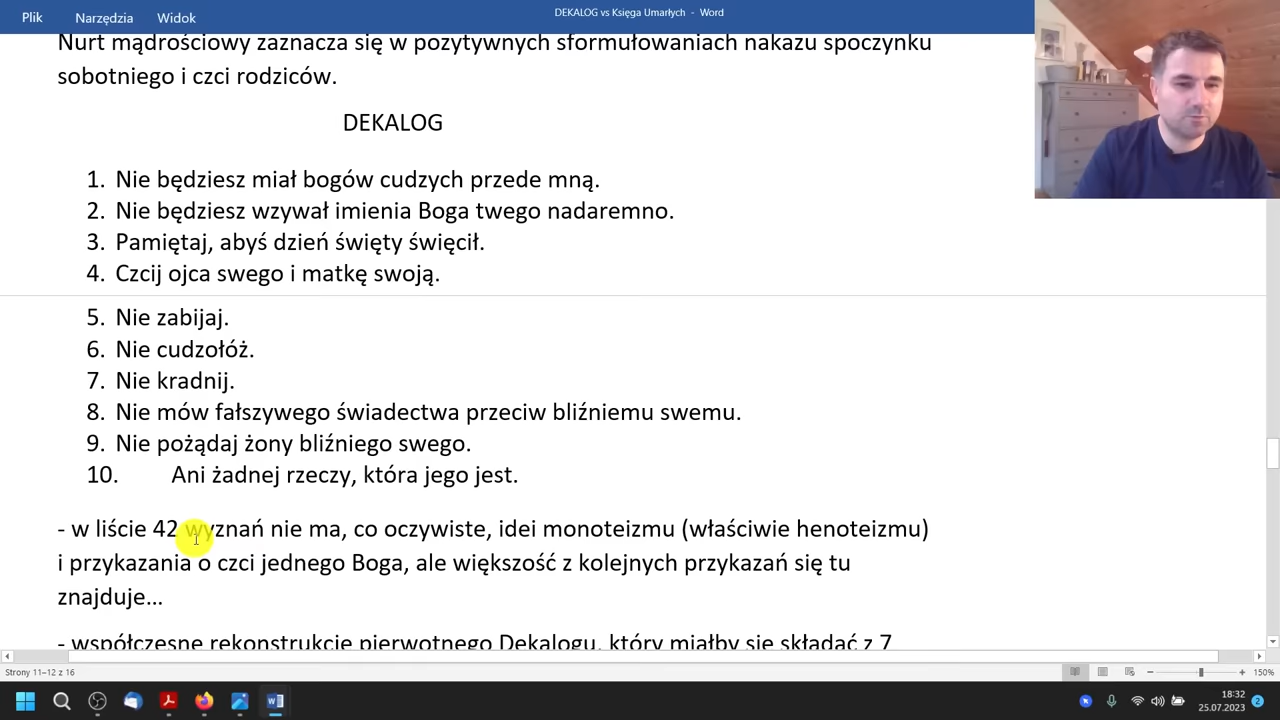 Plik Narzędzia Widok
DEKALOG vs Księga Umarłych - Word
Nurt mądrościowy zaznacza się w pozytywnych sformułowaniach nakazu spoczynku
sobotniego i czci rodziców.
DEKALOG
1. Nie będziesz miał bogów cudzych przede mną.
2. Nie będziesz wzywał imienia Boga twego nadaremno.
3. Pamiętaj, abyś dzień święty święcił.
4. Czcij ojca swego i matkę swoją.
5. Nie zabijaj.
6. Nie cudzołóż.
7. Nie kradnij.
8. Nie mów fałszywego świadectwa przeciw bliźniemu swemu.
9. Nie pożądaj żony bliźniego swego.
10. Ani żadnej rzeczy, która jego jest.
- w liście 42 wyznań nie ma, co oczywiste, idei monoteizmu (właściwie henoteizmu)
i przykazania o czci jednego Boga, ale większość z kolejnych przykazań się tu
znajduje…
- współczesne rekonstrukcje pierwotnego Dekalogu, który miałby się składać z 7
Strony 11–12 z 16
150%
18:32
25.07.2023
2